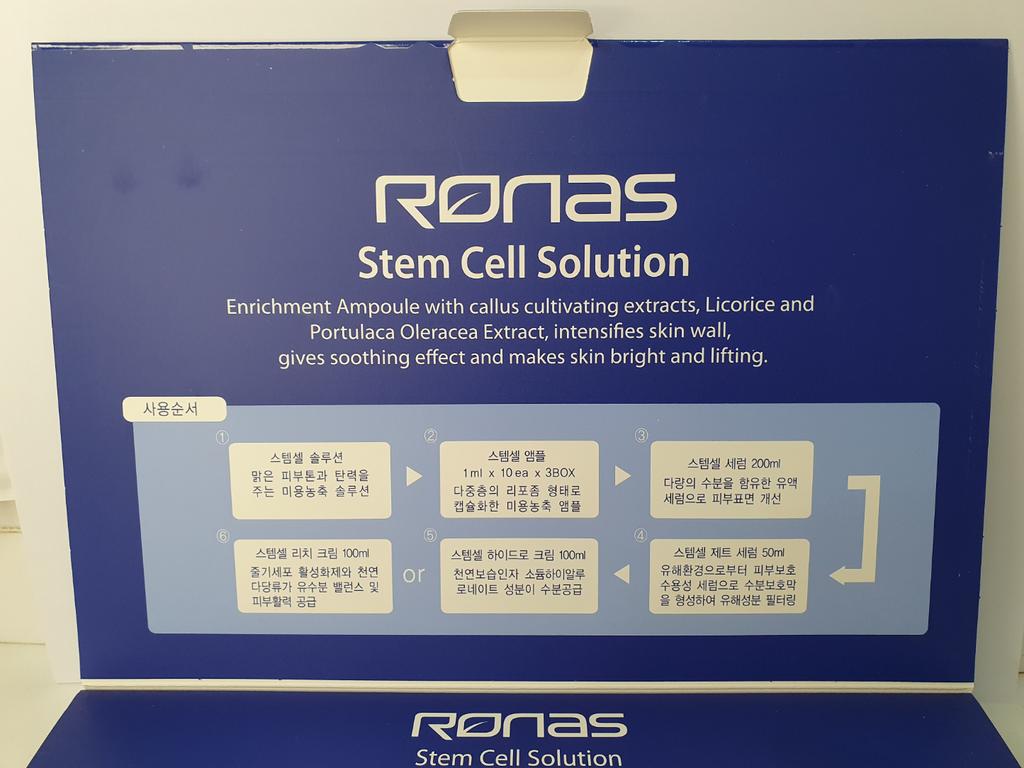 RONAS
Stem Cell Solution
Enrichment Ampoule with callus cultivating extracts, Licorice and
Portulaca Oleracea Extract, intensifies skin wall,
gives soothing effect and makes skin bright and lifting.
사용순서
①
스템셀 솔루션
맑은 피부톤과 탄력을
주는 미용농축 솔루션
②
스템셀 앰플
1ml x 10ea x 3BOX
다중층의 리포좀 형태로
캡슐화한 미용농축 앰플
③
스템셀 세럼 200ml
다량의 수분을 함유한 유액
세럼으로 피부표면 개선
④
스템셀 제트 세럼 50ml
유해환경으로부터 피부보호
수용성 세럼으로 수분보호막
을 형성하여 유해성분 필터링
⑤
스템셀 하이드로 크림 100ml
천연보습인자 소듐하이알루
로네이트 성분이 수분공급
or
⑥
스템셀 리치 크림 100ml
줄기세포 활성화제와 천연
다당류가 유수분 밸런스 및
피부활력 공급
RONAS
Stem Cell Solution